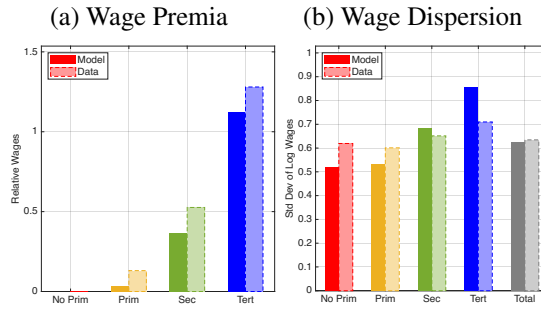 (a) Wage Premia
(b) Wage Dispersion
1.5
1
0.5
0
Relative Wages
Model
Data
No Prim
Prim
Sec
Tert
1
0.9
0.8
0.7
0.6
0.5
0.4
0.3
0.2
0.1
0
Std Dev of Log Wages
Model
Data
No Prim
Prim
Sec
Tert
Total